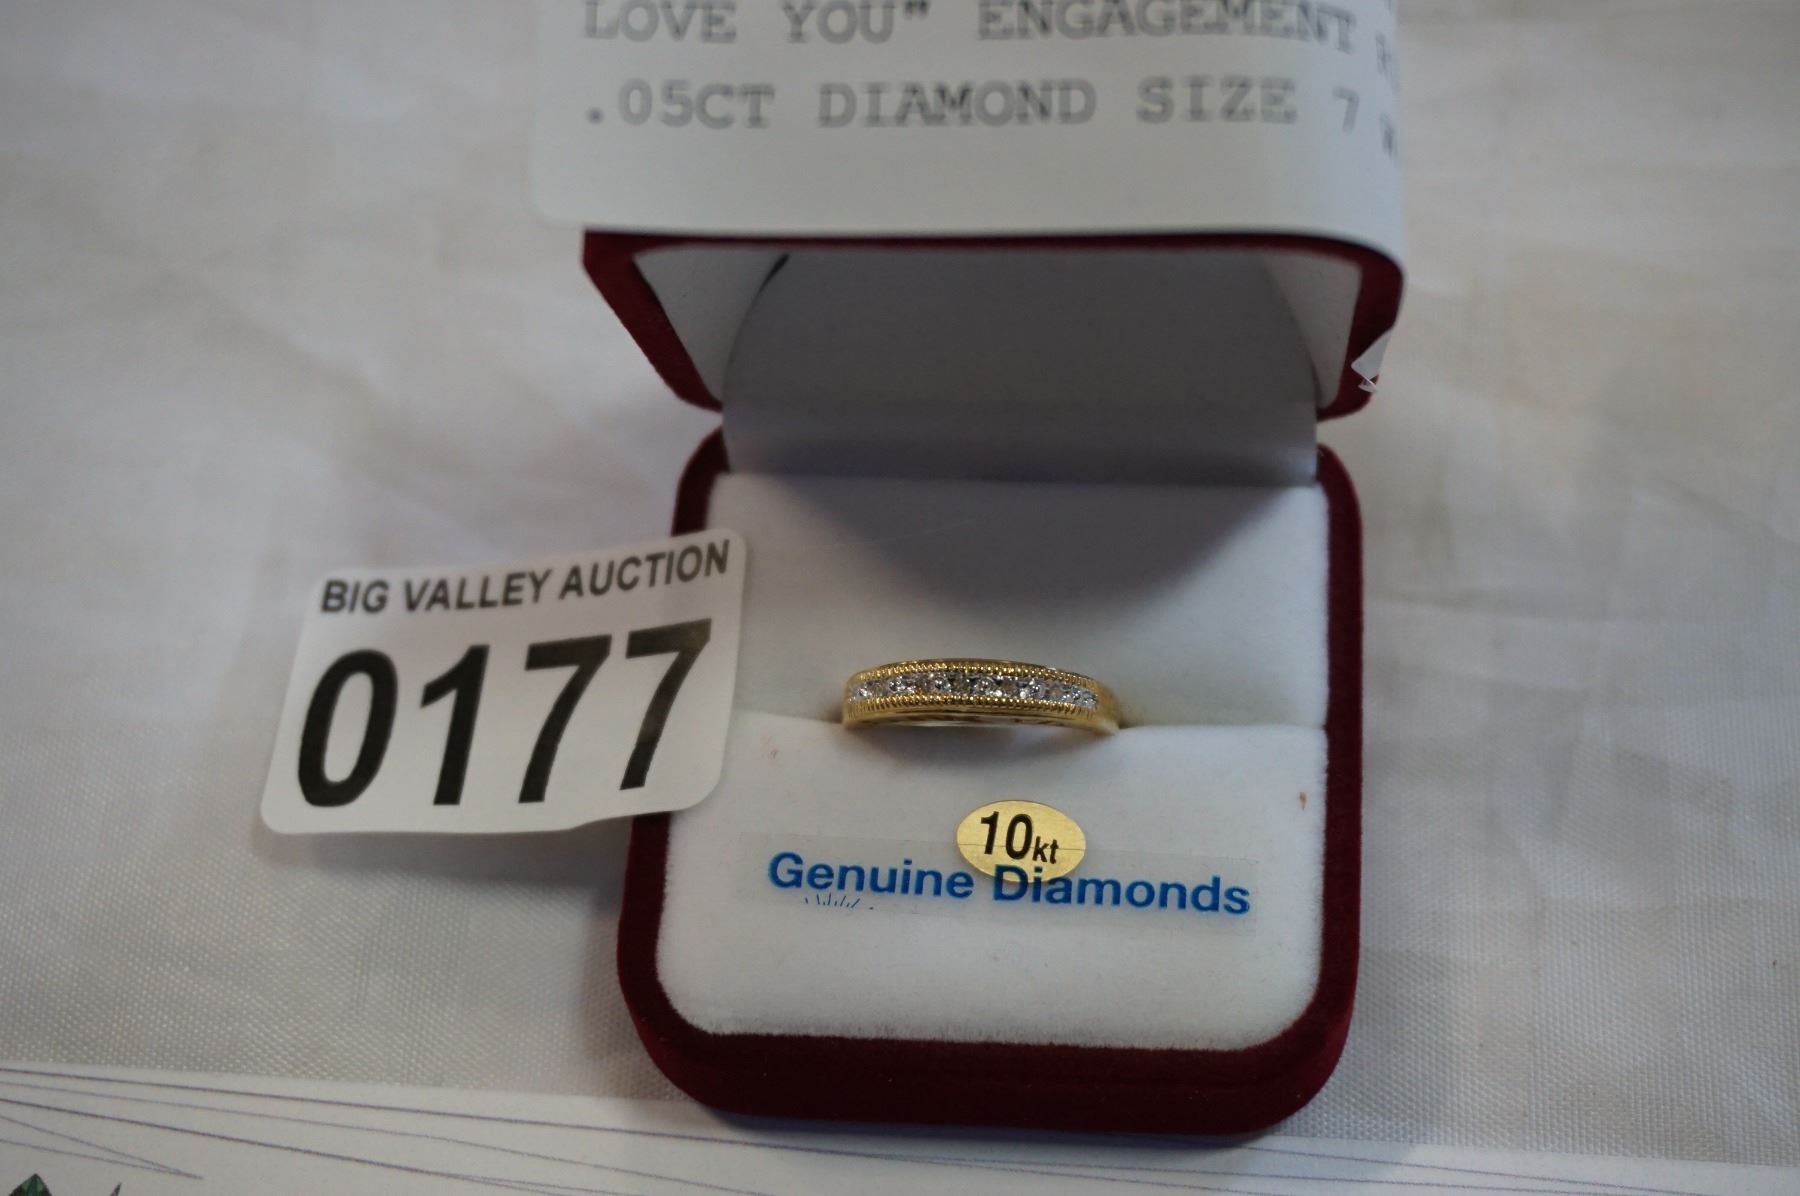 LOVE YOU" ENGAGEMENT
.05CT DIAMOND SIZE 7
BIG VALLEY AUCTION
0177
10kt
Genuine Diamonds